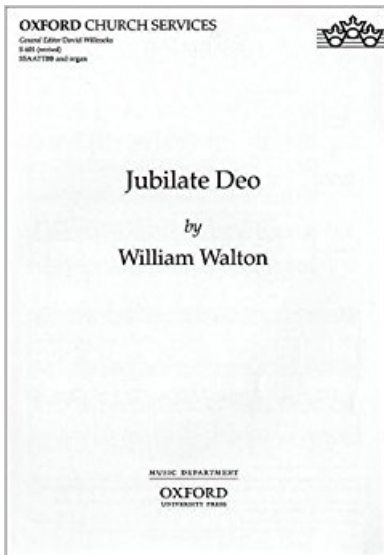 OXFORD CHURCH SERVICES
General Editor David Willcocks
S 601 (revised)
SSAATTBB and organ
Jubilate Deo
by
William Walton
MUSIC DEPARTMENT
OXFORD
UNIVERSITY PRESS